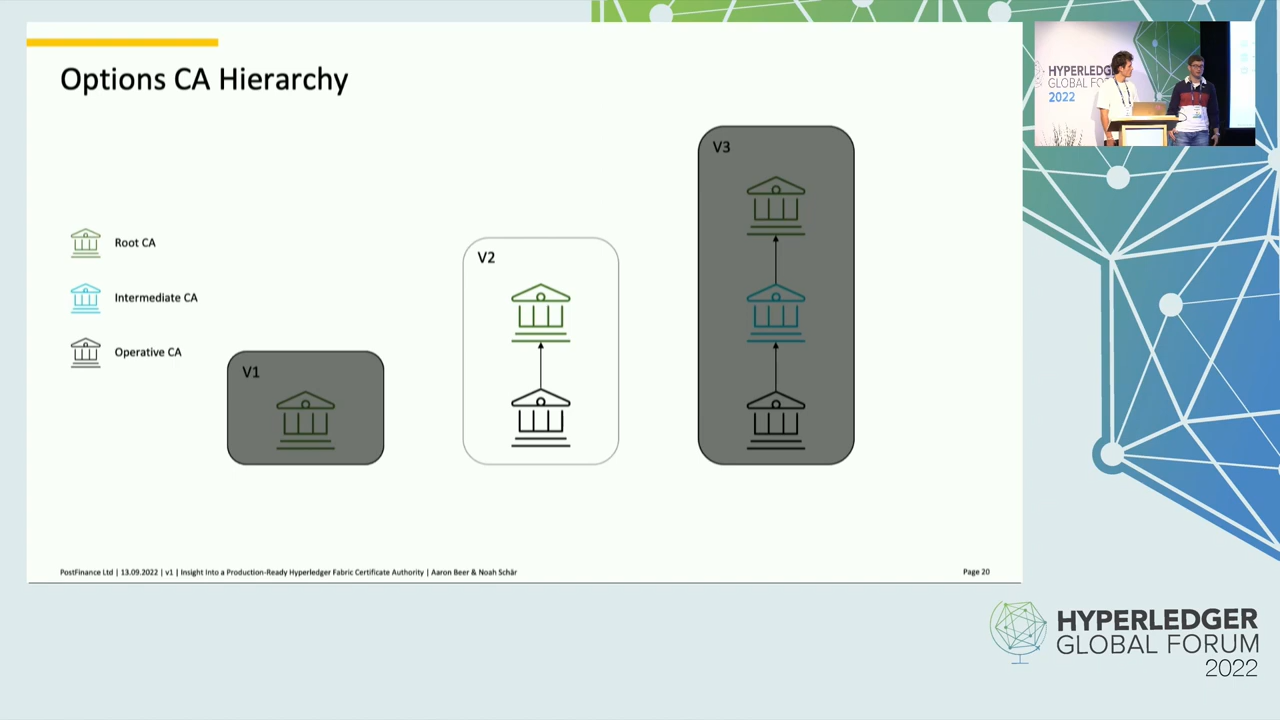 Options CA Hierarchy
Root CA
Intermediate CA
Operative CA
V1
V2
V3
PostFinance Ltd | 13.09.2022 | v1 | Insight Into a Production-Ready Hyperledger Fabric Certificate Authority | Aaron Beer & Noah Schär
Page 20
HYPERLEDG
GLOBAL FO
2022
HYPERLEDGER
GLOBAL FORUM
2022